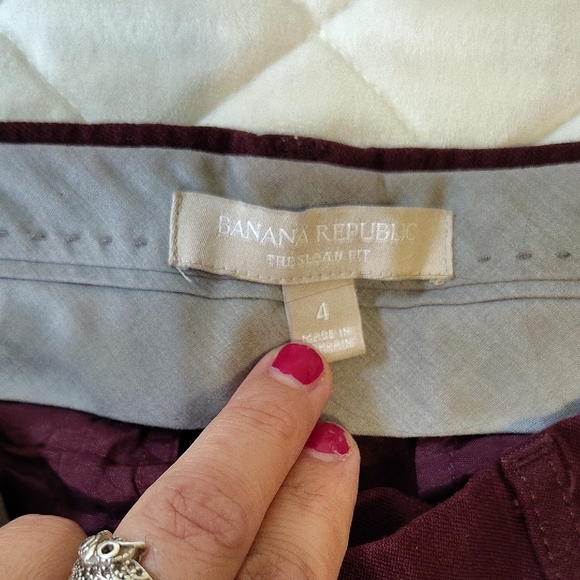 BANANA REPUBLIC
THE SLOAN FIT
4
MADE IN